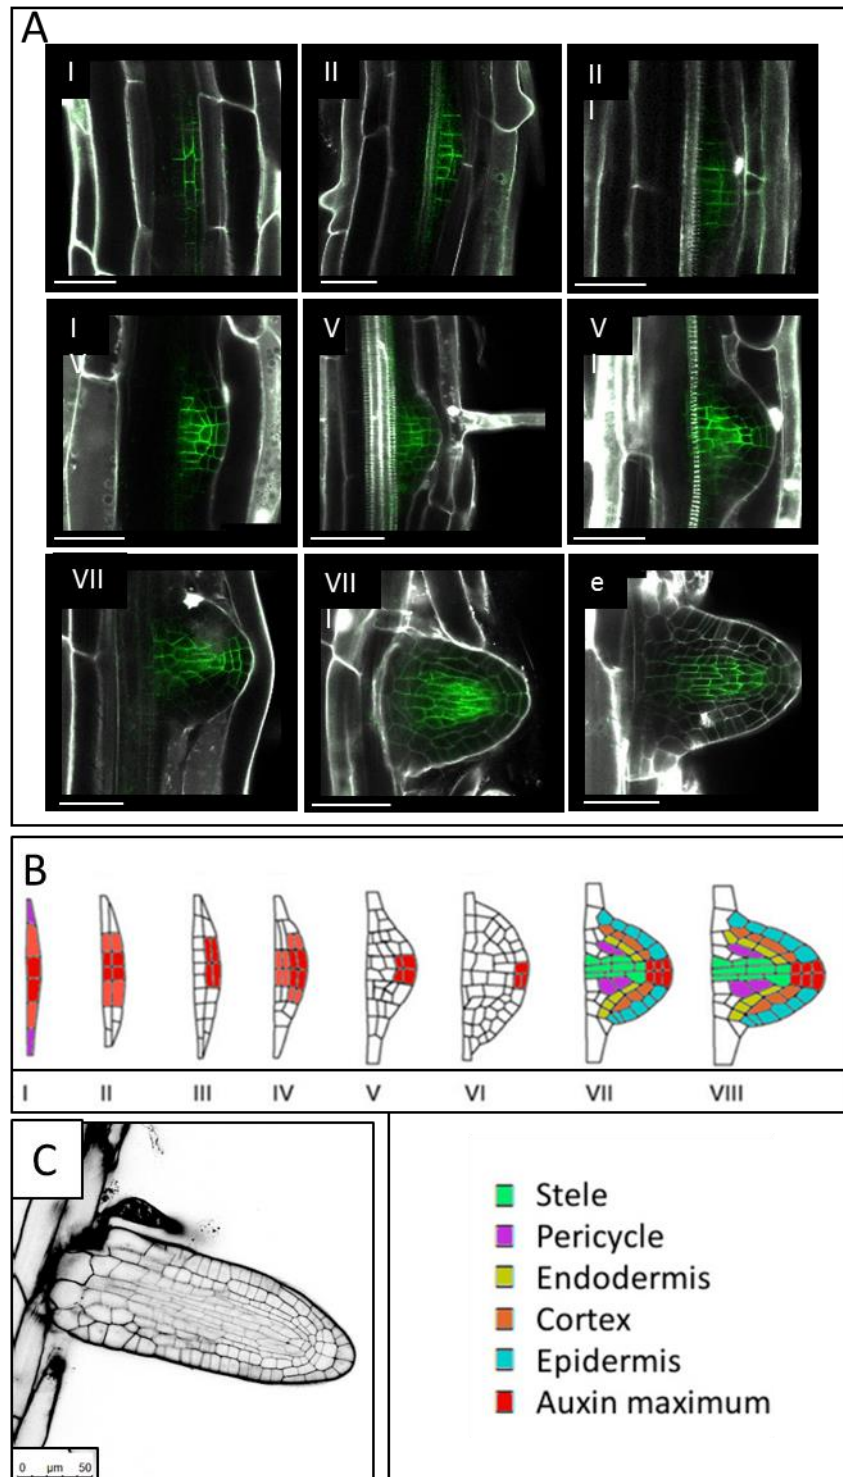 A
I
II
II
I
I
V
V
V
I
VII
VII
I
e
B
I II III IV V VI VII VIII
C
0 µm 50
Stele
Pericycle
Endodermis
Cortex
Epidermis
Auxin maximum